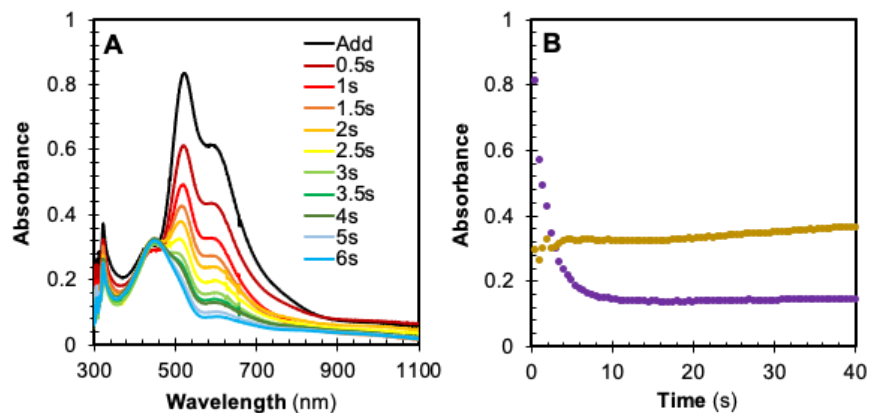 A
Absorbance
1
0.8
0.6
0.4
0.2
0
300
500
700
900
1100
Wavelength (nm)
Add
0.5s
1s
1.5s
2s
2.5s
3s
3.5s
4s
5s
6s
B
Absorbance
1
0.8
0.6
0.4
0.2
0
0
10
20
30
40
Time (s)